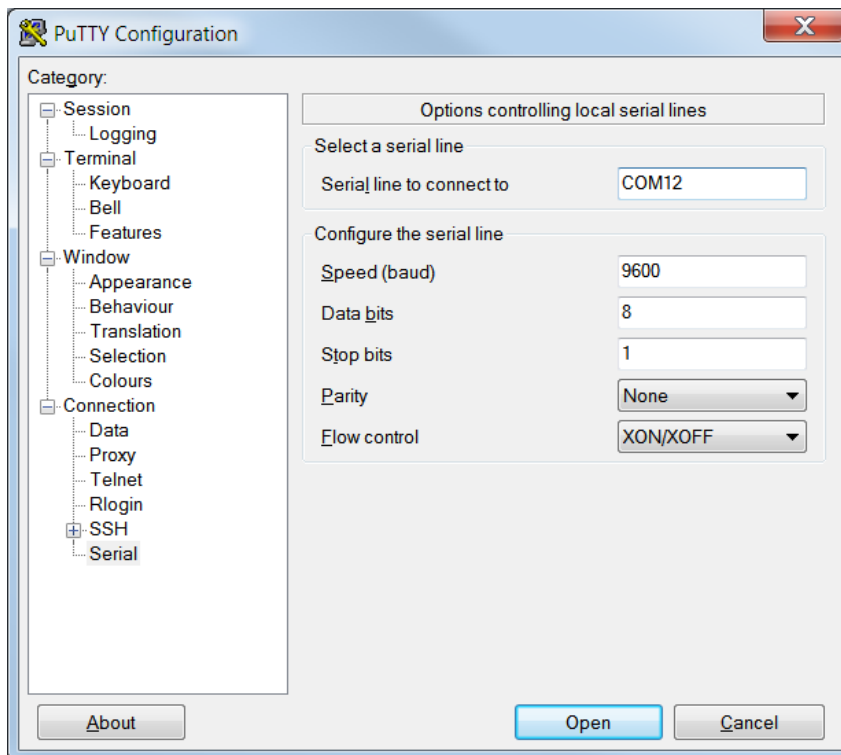 PuTTY Configuration
Category:
Session
Logging
Terminal
Keyboard
Bell
Features
Window
Appearance
Behaviour
Translation
Selection
Colours
Connection
Data
Proxy
Telnet
Rlogin
SSH
Serial
Options controlling local serial lines
Select a serial line
Serial line to connect to COM12
Configure the serial line
Speed (baud) 9600
Data bits 8
Stop bits 1
Parity None
Flow control XON/XOFF
About Open Cancel